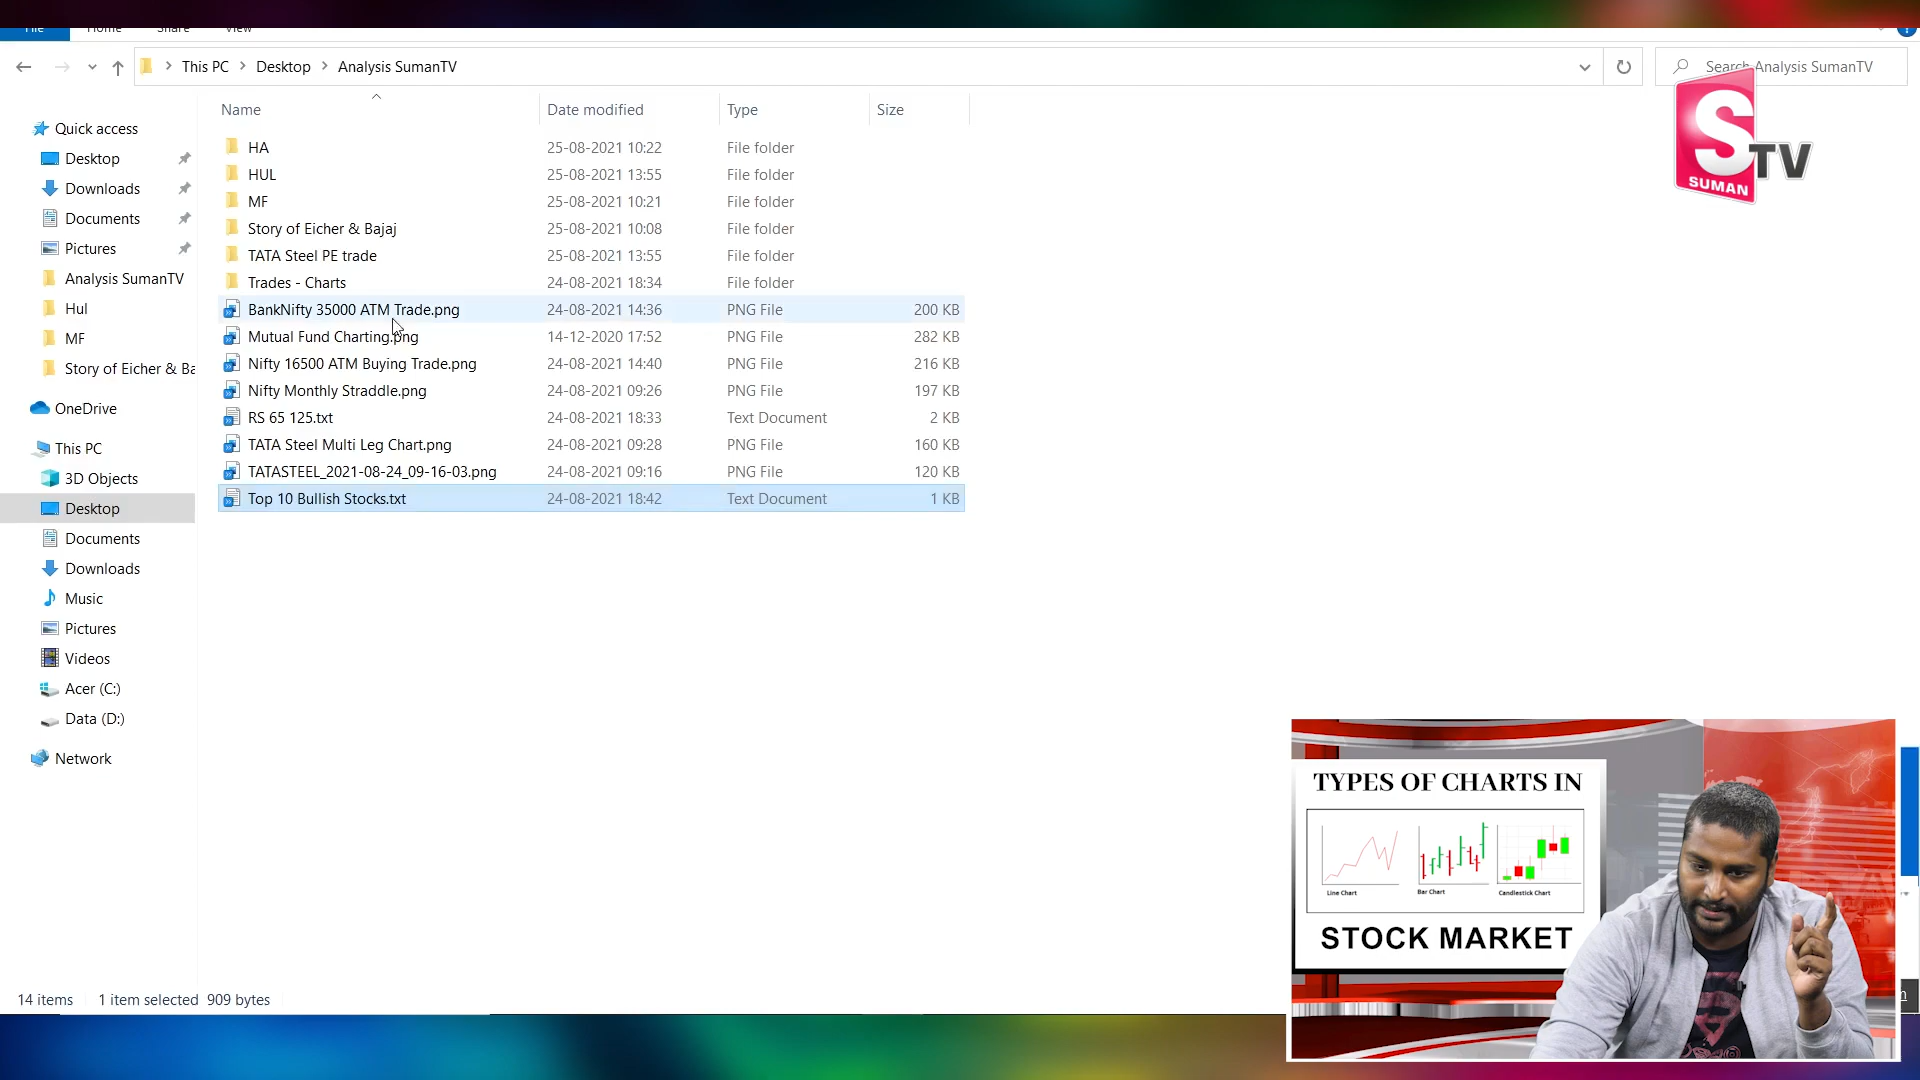 File Home Share View
This PC Desktop Analysis SumanTV
Search Analysis SumanTV
S TV
SUMAN
Name Date modified Type Size
Quick access
Desktop
Downloads
Documents
Pictures
Analysis SumanTV
Hul
MF
Story of Eicher & Ba
OneDrive
This PC
3D Objects
Desktop
Documents
Downloads
Music
Pictures
Videos
Acer (C:)
Data (D:)
Network
HA 25-08-2021 10:22 File folder
HUL 25-08-2021 13:55 File folder
MF 25-08-2021 10:21 File folder
Story of Eicher & Bajaj 25-08-2021 10:08 File folder
TATA Steel PE trade 25-08-2021 13:55 File folder
Trades - Charts 24-08-2021 18:34 File folder
BankNifty 35000 ATM Trade.png 24-08-2021 14:36 PNG File 200 KB
Mutual Fund Charting.png 14-12-2020 17:52 PNG File 282 KB
Nifty 16500 ATM Buying Trade.png 24-08-2021 14:40 PNG File 216 KB
Nifty Monthly Straddle.png 24-08-2021 09:26 PNG File 197 KB
RS 65 125.txt 24-08-2021 18:33 Text Document 2 KB
TATA Steel Multi Leg Chart.png 24-08-2021 09:28 PNG File 160 KB
TATASTEEL_2021-08-24_09-16-03.png 24-08-2021 09:16 PNG File 120 KB
Top 10 Bullish Stocks.txt 24-08-2021 18:42 Text Document 1 KB
TYPES OF CHARTS IN
Line Chart Bar Chart Candlestick Chart
STOCK MARKET
14 items 1 item selected 909 bytes